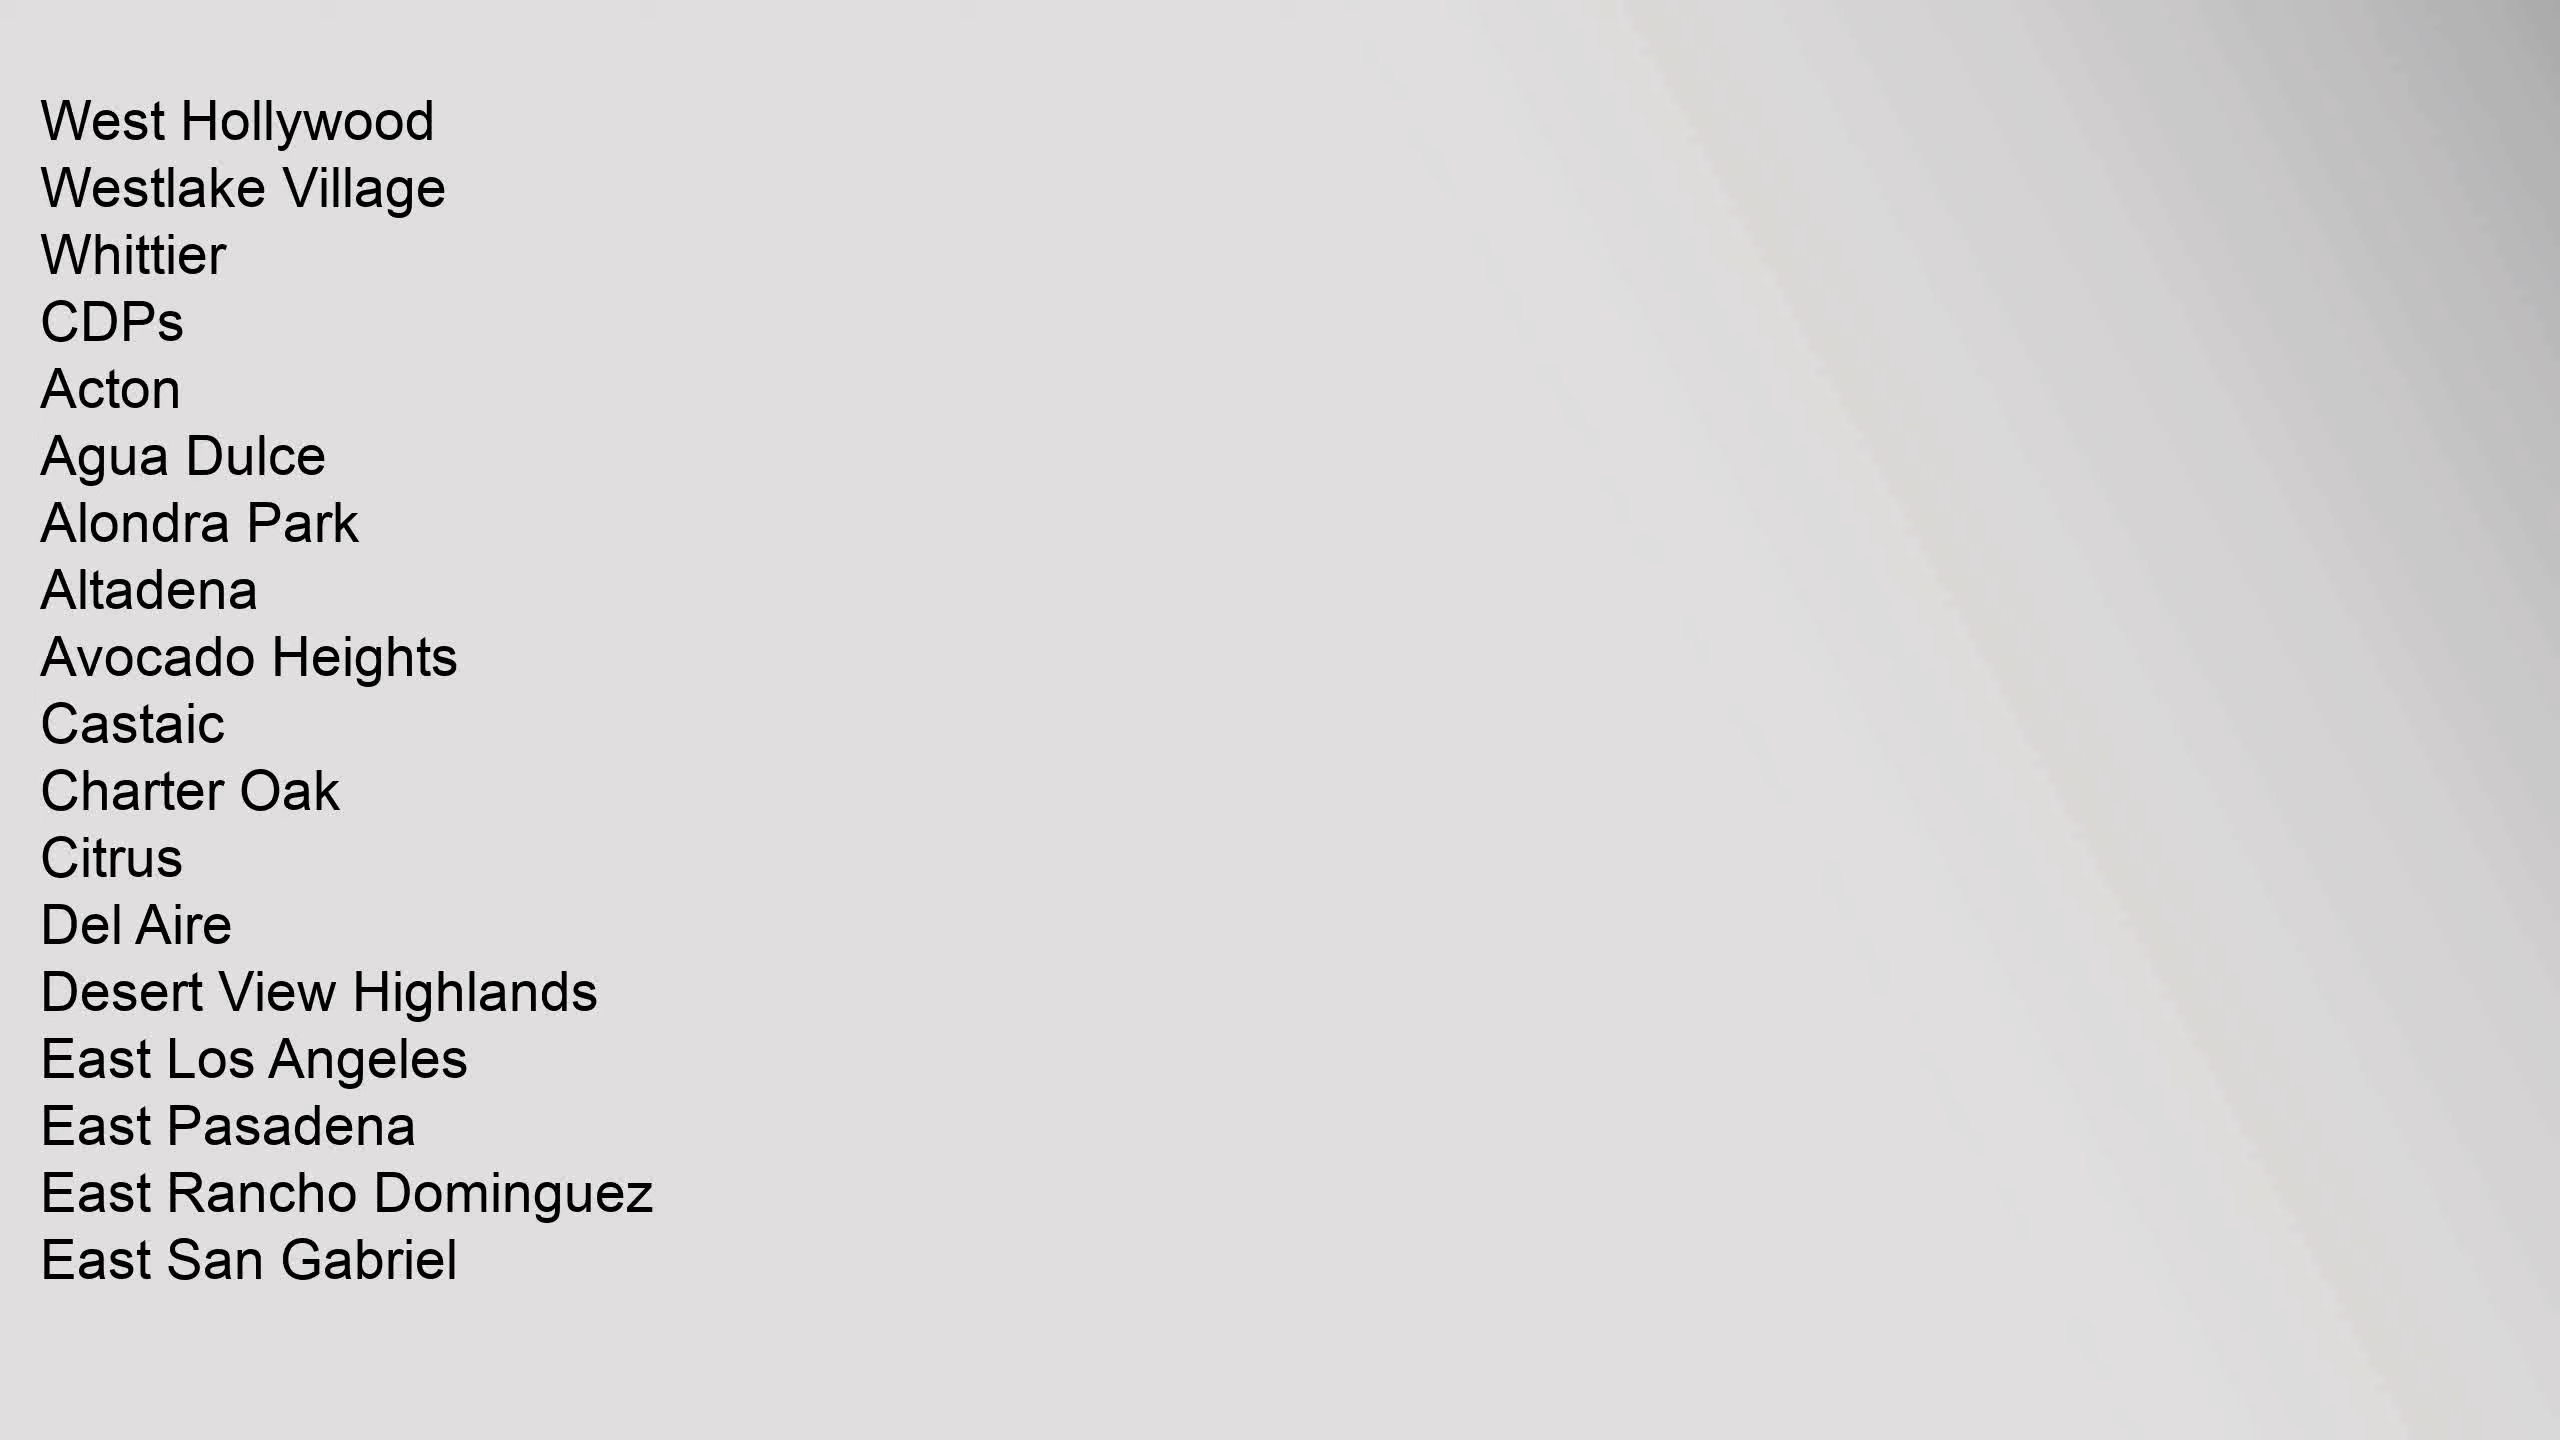 West Hollywood
Westlake Village
Whittier
CDPs
Acton
Agua Dulce
Alondra Park
Altadena
Avocado Heights
Castaic
Charter Oak
Citrus
Del Aire
Desert View Highlands
East Los Angeles
East Pasadena
East Rancho Dominguez
East San Gabriel